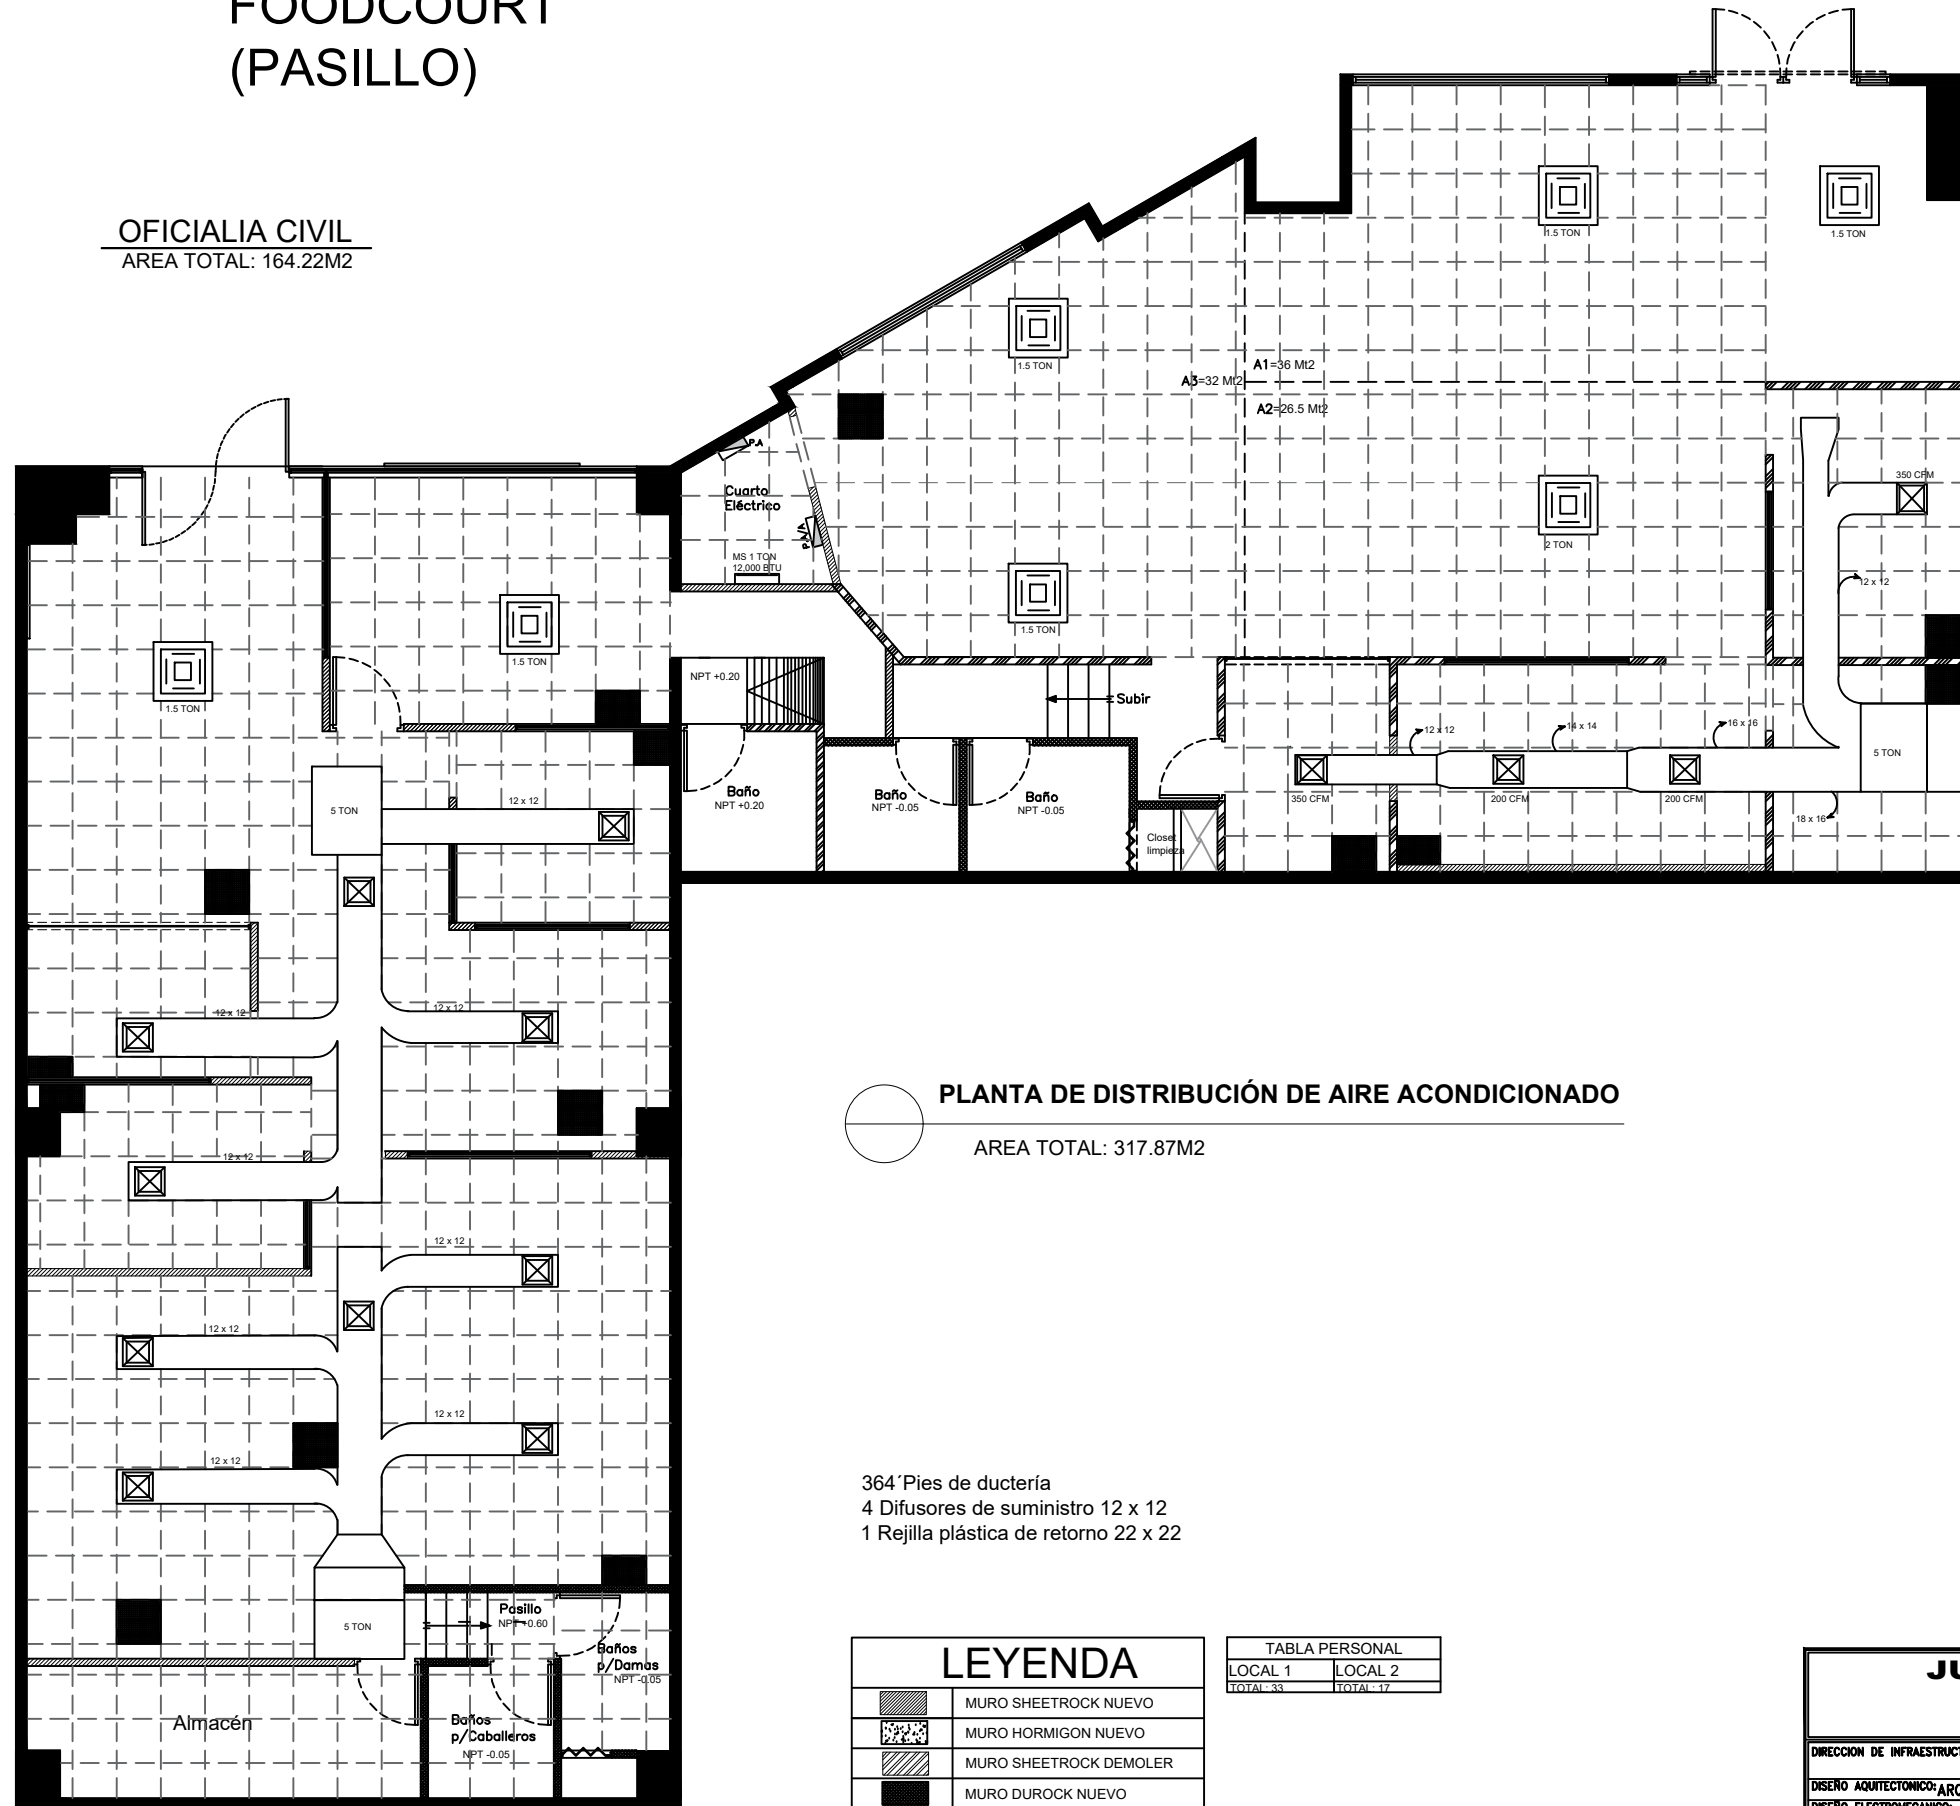 FOODCOURT
(PASILLO)
OFICIALIA CIVIL
AREA TOTAL: 164.22M2
1.5 TON
1.5 TON
1.5 TON
A1=36 Mt2
A3=32 Mt2
A2=26.5 Mt2
P.A
Cuarto
Eléctrico
P.A/A
MS 1 TON
12,000 BTU
2 TON
350 CFM
12 x 12
1.5 TON
1.5 TON
1.5 TON
NPT +0.20
Subir
12 x 12
14 x 14
16 x 16
5 TON
Baño
NPT +0.20
Baño
NPT -0.05
Baño
NPT -0.05
350 CFM
200 CFM
200 CFM
18 x 16
Closet
limpieza
5 TON
12 x 12
12 x 12
12 x 12
12 x 12
12 x 12
12 x 12
12 x 12
12 x 12
PLANTA DE DISTRIBUCIÓN DE AIRE ACONDICIONADO
AREA TOTAL: 317.87M2
364´Pies de ductería
4 Difusores de suministro 12 x 12
1 Rejilla plástica de retorno 22 x 22
5 TON
Pasillo
NPT +0.60
Baños
p/Damas
NPT -0.05
Almacén
Baños
p/Caballeros
NPT -0.05
LEYENDA
MURO SHEETROCK NUEVO
MURO HORMIGON NUEVO
MURO SHEETROCK DEMOLER
MURO DUROCK NUEVO
TABLA PERSONAL
LOCAL 1 LOCAL 2
TOTAL: 33 TOTAL: 17
JU
DIRECCION DE INFRAESTRUCT
DISEÑO AQUITECTONICO: ARQ